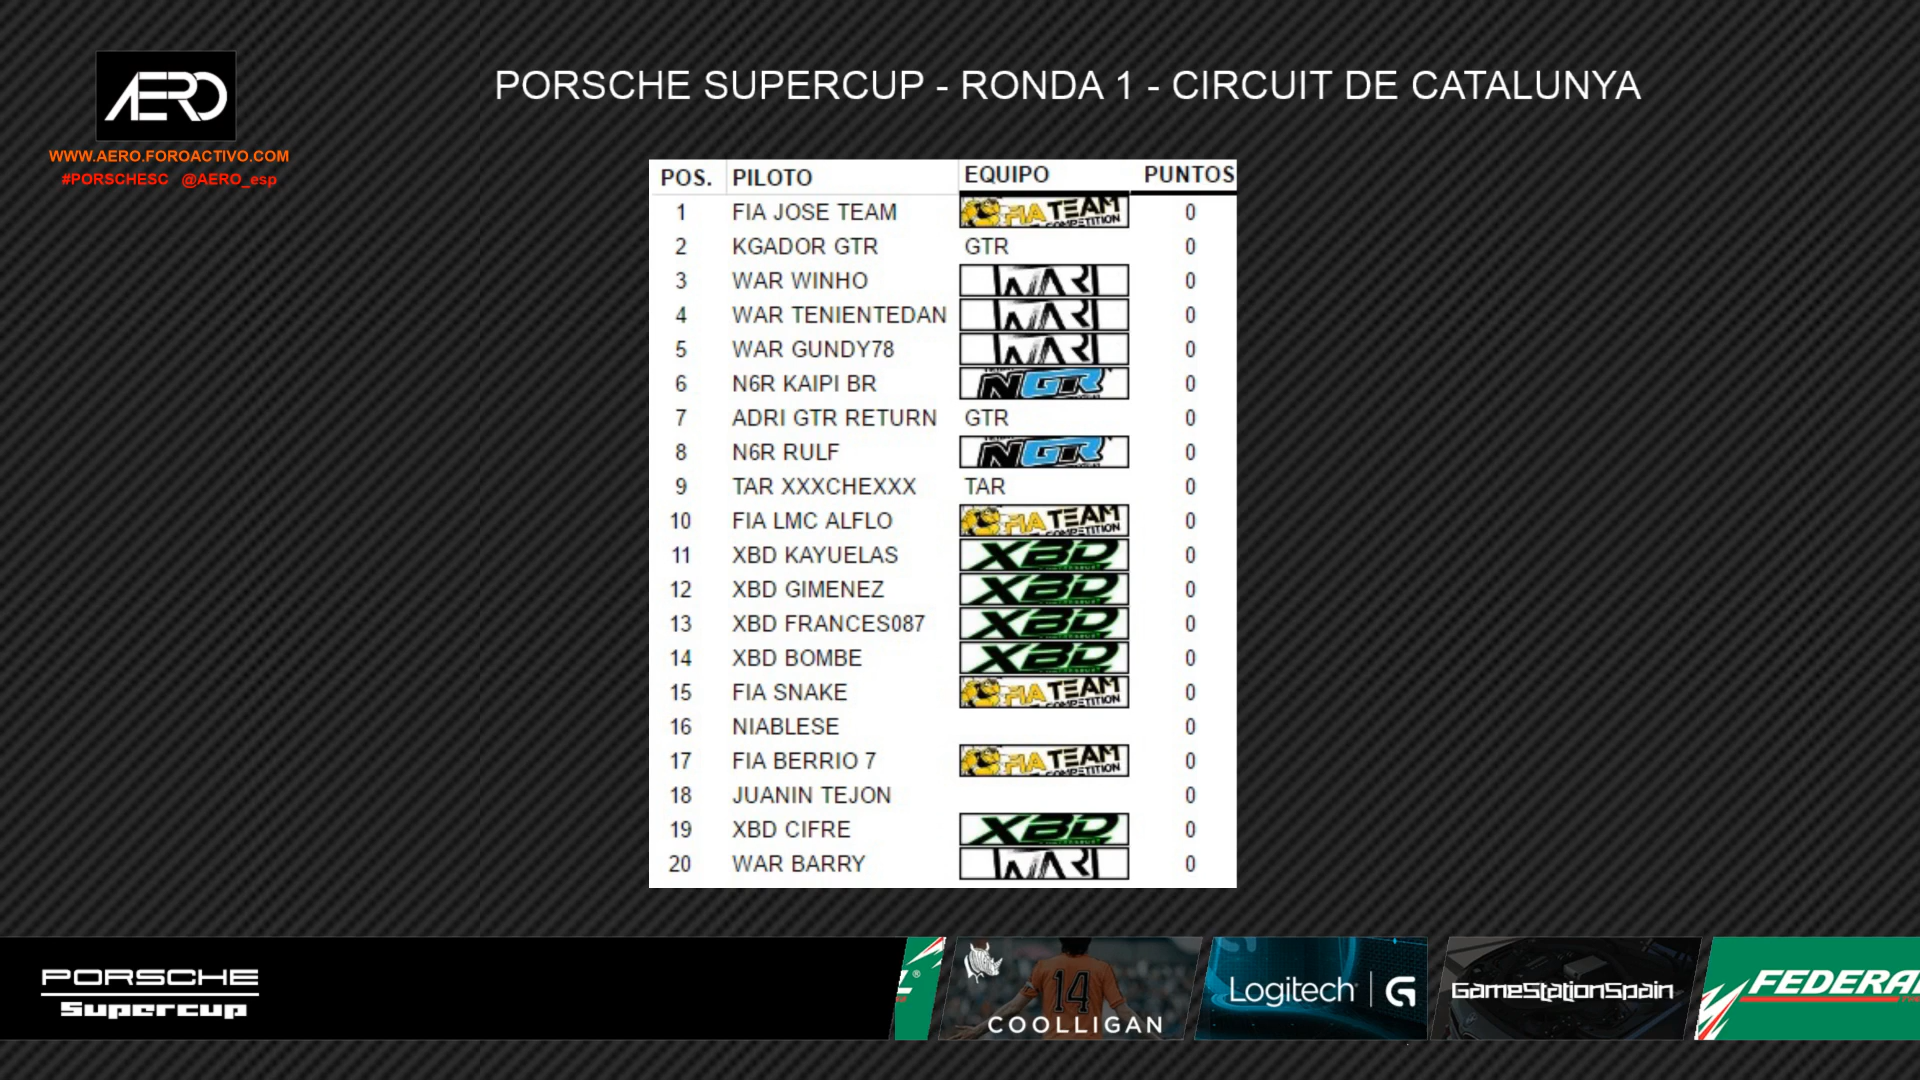 AERO
PORSCHE SUPERCUP - RONDA 1 - CIRCUIT DE CATALUNYA
WWW.AERO.FOROACTIVO.COM
#PORSCHESC @AERO_esp
POS. PILOTO EQUIPO PUNTOS
1 FIA JOSE TEAM FIA TEAM COMPETITION 0
2 KGADOR GTR GTR 0
3 WAR WINHO WAR 0
4 WAR TENIENTEDAN WAR 0
5 WAR GUNDY78 WAR 0
6 N6R KAIPI BR NGR 0
7 ADRI GTR RETURN GTR 0
8 N6R RULF NGR 0
9 TAR XXXCHEXXX TAR 0
10 FIA LMC ALFLO FIA TEAM COMPETITION 0
11 XBD KAYUELAS XBD 0
12 XBD GIMENEZ XBD 0
13 XBD FRANCES087 XBD 0
14 XBD BOMBE XBD 0
15 FIA SNAKE FIA TEAM COMPETITION 0
16 NIABLESE 0
17 FIA BERRIO 7 FIA TEAM COMPETITION 0
18 JUANIN TEJON 0
19 XBD CIFRE XBD 0
20 WAR BARRY WAR 0
PORSCHE
Supercup
14
COOLLIGAN
Logitech G
GameStationSpain
FEDERA